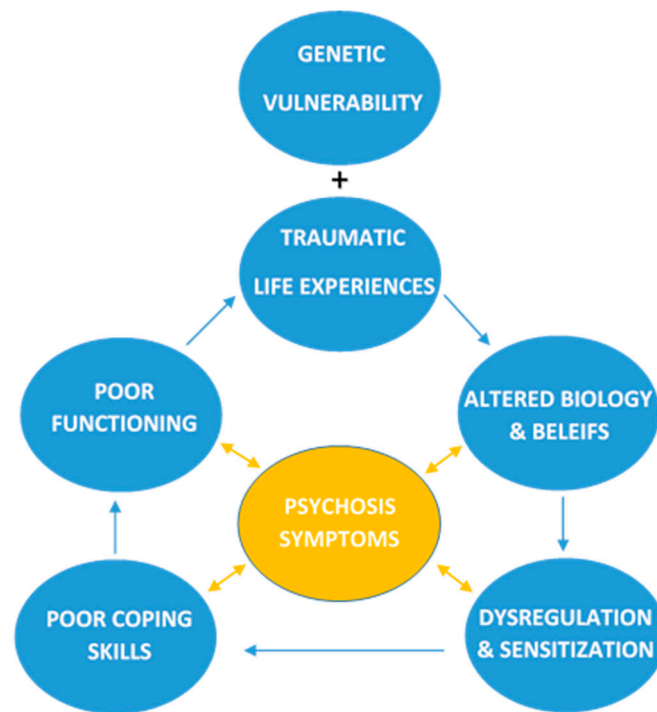 GENETIC
VULNERABILITY
+
TRAUMATIC
LIFE EXPERIENCES
POOR
FUNCTIONING
ALTERED BIOLOGY
& BELEIFS
PSYCHOSIS
SYMPTOMS
POOR COPING
SKILLS
DYSREGULATION
& SENSITIZATION